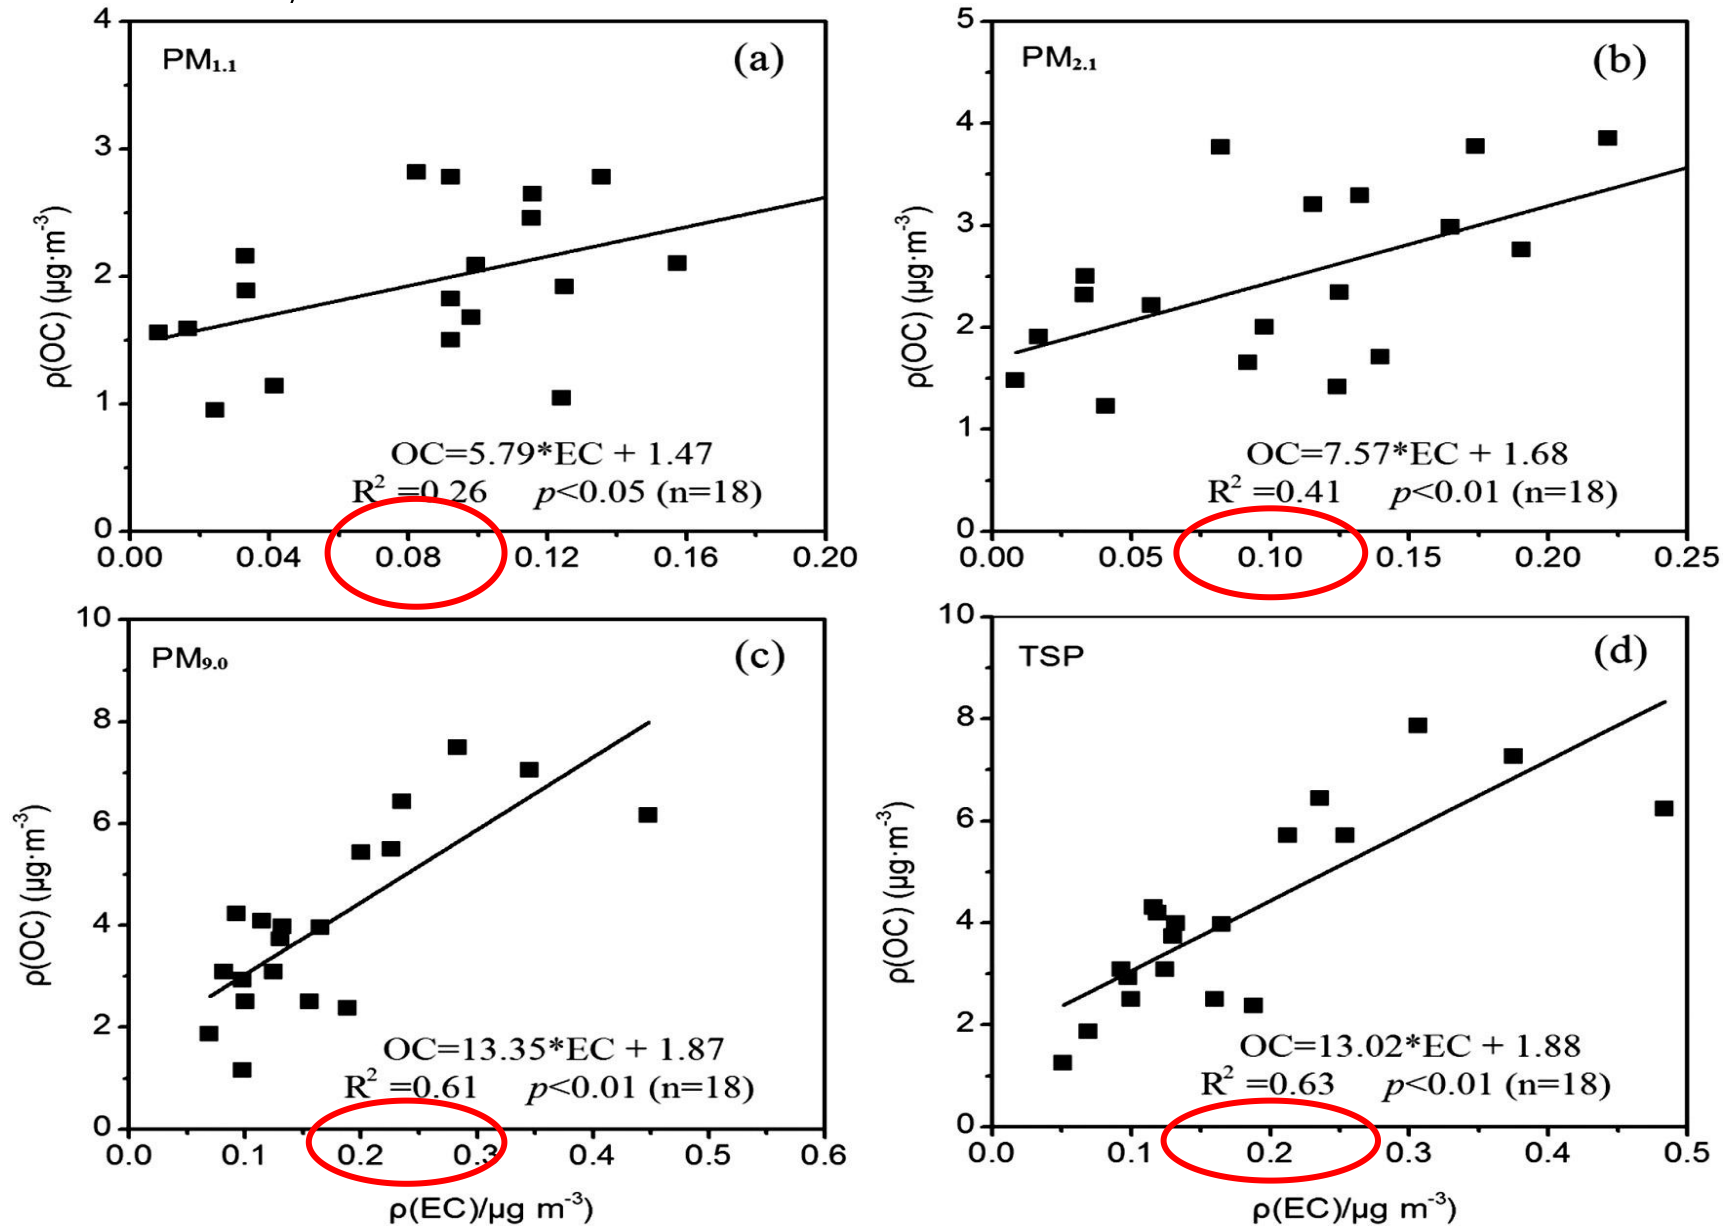 4
PM1.1
(a)
3
2
1
0
ρ(OC) (μg·m-3)
OC=5.79*EC + 1.47
R2 =0.26 p<0.05 (n=18)
0.00 0.04 0.08 0.12 0.16 0.20
5
PM2.1
(b)
4
3
2
1
0
ρ(OC) (μg·m-3)
OC=7.57*EC + 1.68
R2 =0.41 p<0.01 (n=18)
0.00 0.05 0.10 0.15 0.20 0.25
10
PM9.0
(c)
8
6
4
2
0
ρ(OC) (μg·m-3)
OC=13.35*EC + 1.87
R2 =0.61 p<0.01 (n=18)
0.0 0.1 0.2 0.3 0.4 0.5 0.6
ρ(EC)/μg m-3)
10
TSP
(d)
8
6
4
2
0
ρ(OC) (μg·m-3)
OC=13.02*EC + 1.88
R2 =0.63 p<0.01 (n=18)
0.0 0.1 0.2 0.3 0.4 0.5
ρ(EC)/μg m-3)